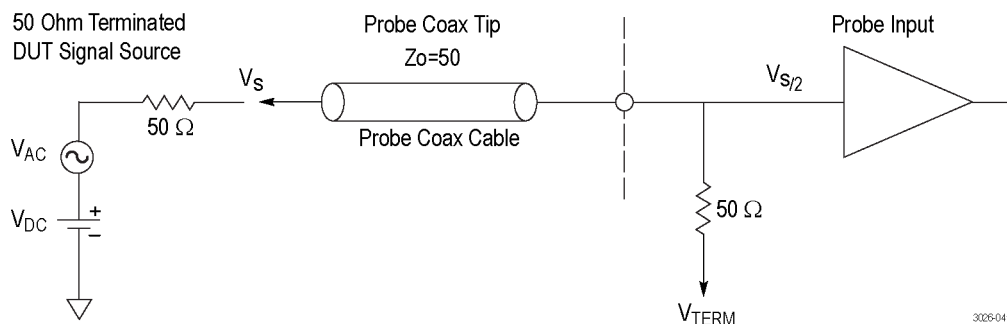 50 Ohm Terminated
DUT Signal Source
Probe Coax Tip
Zo=50
Probe Input
VS
VS/2
50 Ω
Probe Coax Cable
VAC
VDC
+
−
50 Ω
VTERM
3026-04